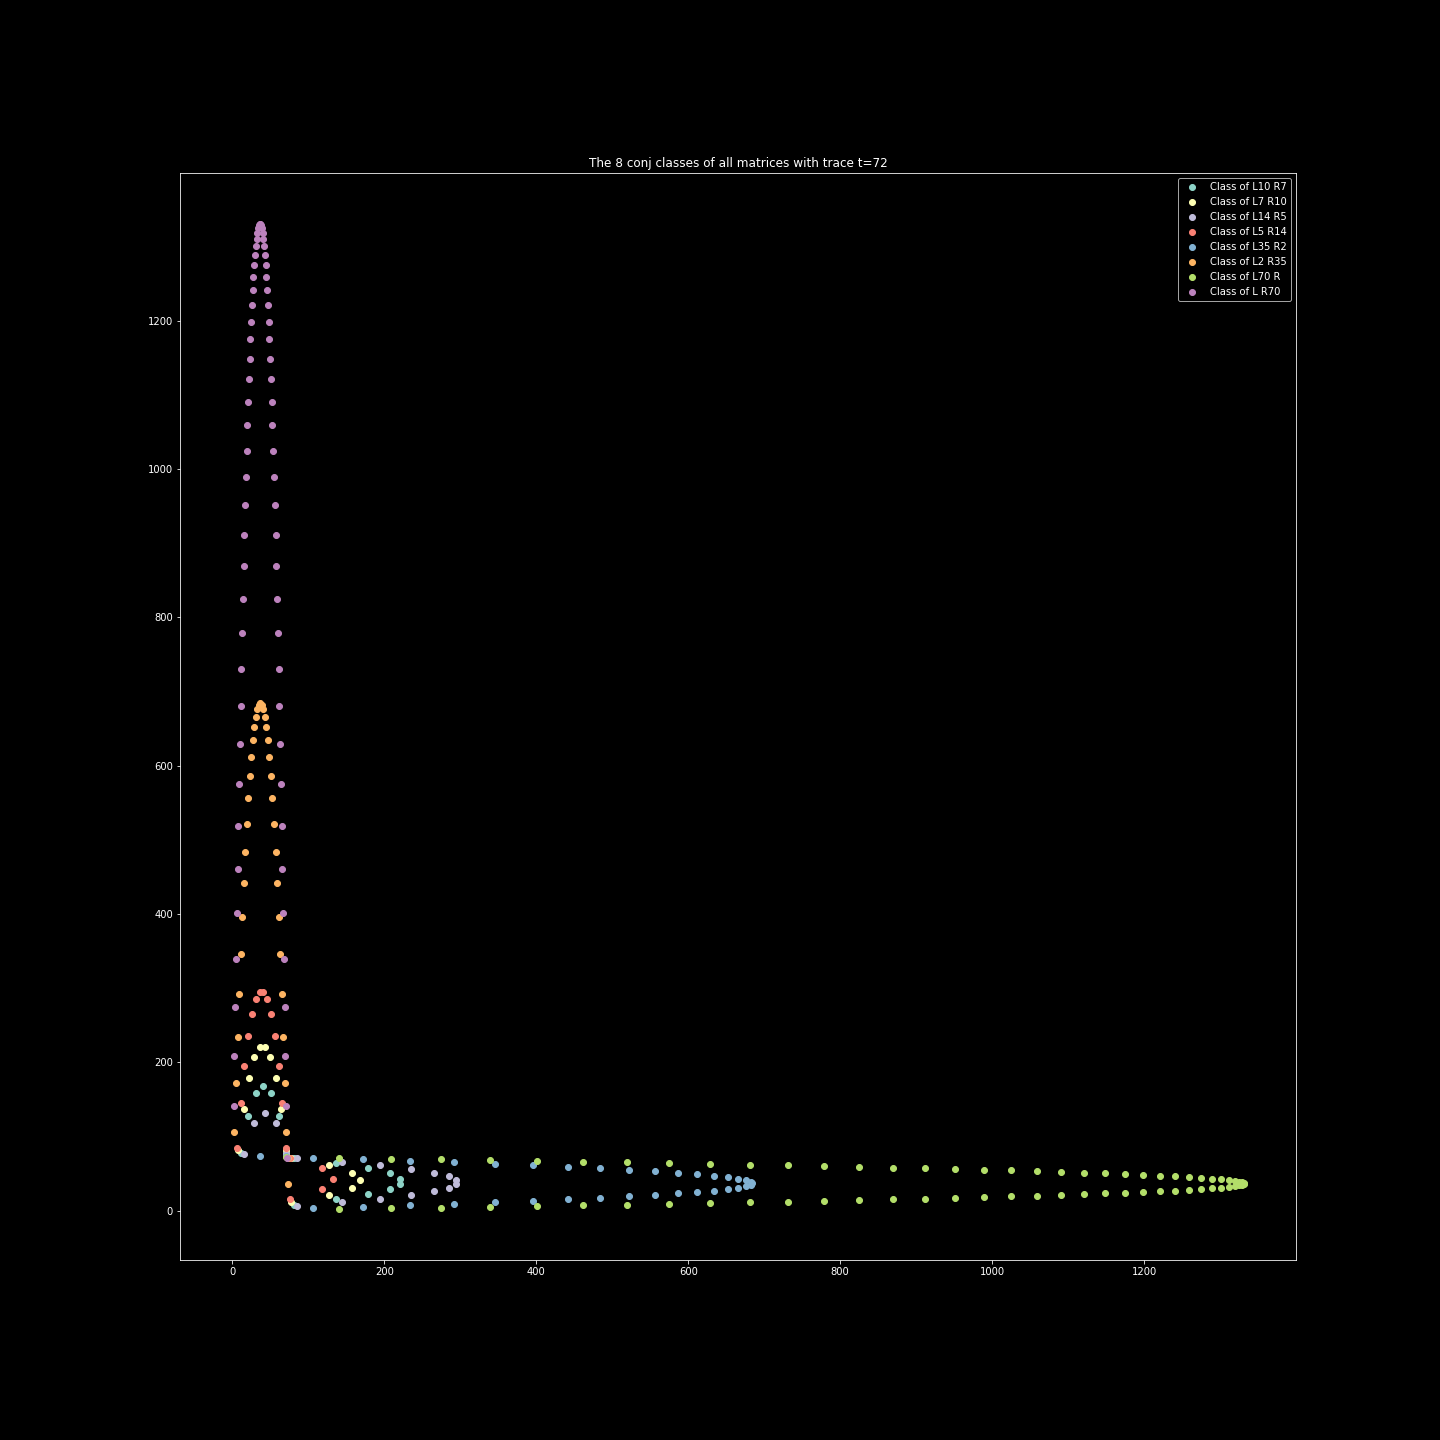 The 8 conj classes of all matrices with trace t=72
Class of L10 R7
Class of L7 R10
Class of L14 R5
Class of L5 R14
Class of L35 R2
Class of L2 R35
Class of L70 R
Class of L R70
1200
1000
800
600
400
200
0
0 200 400 600 800 1000 1200